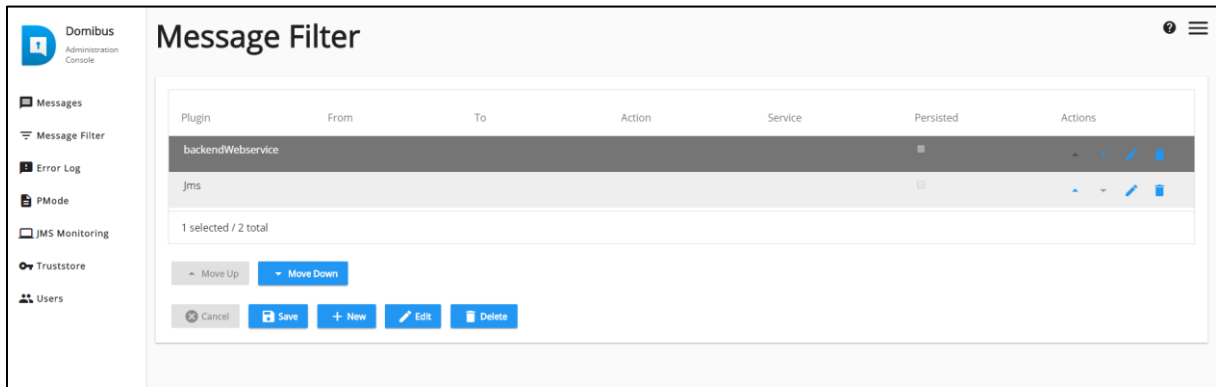 Domibus
Administration
Console
Messages
Message Filter
Error Log
PMode
JMS Monitoring
Truststore
Users
Message Filter
Plugin From To Action Service Persisted Actions
backendWebservice
Jms
1 selected / 2 total
Move Up Move Down
Cancel Save New Edit Delete